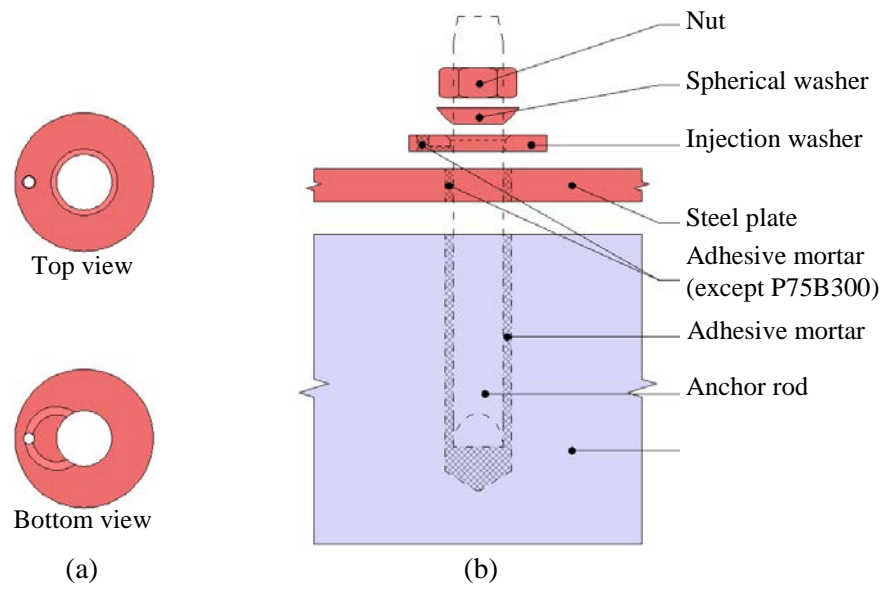 Nut
Spherical washer
Injection washer
Steel plate
Adhesive mortar
(except P75B300)
Adhesive mortar
Anchor rod
Top view
Bottom view
(a)
(b)